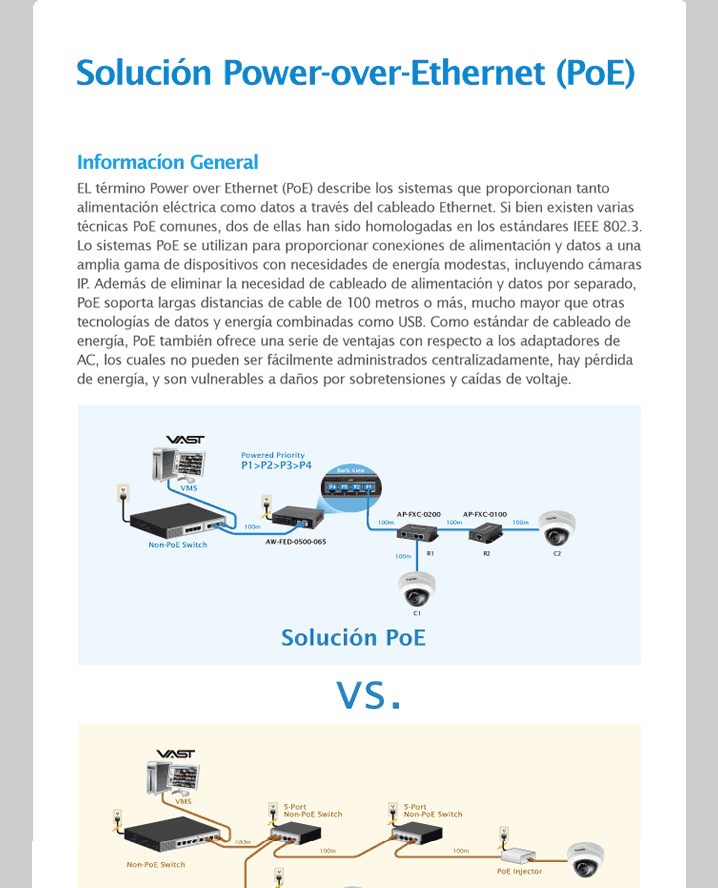 Solución Power-over-Ethernet (PoE)
Informacíon General
EL término Power over Ethernet (PoE) describe los sistemas que proporcionan tanto
alimentación eléctrica como datos a través del cableado Ethernet. Si bien existen varias
técnicas PoE comunes, dos de ellas han sido homologadas en los estándares IEEE 802.3.
Lo sistemas PoE se utilizan para proporcionar conexiones de alimentación y datos a una
amplia gama de dispositivos con necesidades de energía modestas, incluyendo cámaras
IP. Además de eliminar la necesidad de cableado de alimentación y datos por separado,
PoE soporta largas distancias de cable de 100 metros o más, mucho mayor que otras
tecnologías de datos y energía combinadas como USB. Como estándar de cableado de
energía, PoE también ofrece una serie de ventajas con respecto a los adaptadores de
AC, los cuales no pueden ser fácilmente administrados centralizadamente, hay pérdida
de energía, y son vulnerables a daños por sobretensiones y caídas de voltaje.
VAST
VMS
Powered Priority
P1>P2>P3>P4
Back View
P4 P3 P2 P1
Non-PoE Switch
100m
AW-FED-0500-065
100m
AP-FXC-0200
R1
100m
AP-FXC-0100
R2
100m
C2
100m
C1
Solución PoE
vs.
VAST
VMS
Non-PoE Switch
100m
5-Port
Non-PoE Switch
100m
5-Port
Non-PoE Switch
100m
PoE Injector